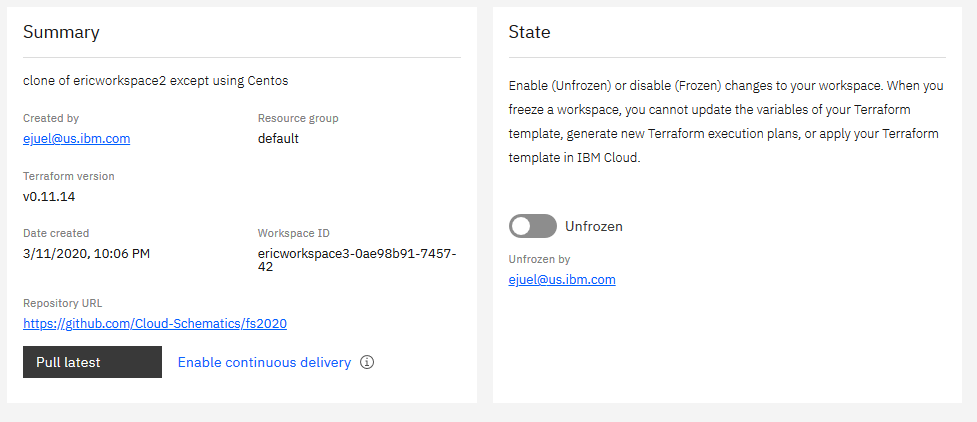 Summary
clone of ericworkspace2 except using Centos
Created by
ejuel@us.ibm.com
Resource group
default
Terraform version
v0.11.14
Date created
3/11/2020, 10:06 PM
Workspace ID
ericworkspace3-0ae98b91-7457-
42
Repository URL
https://github.com/Cloud-Schematics/fs2020
Pull latest
Enable continuous delivery
State
Enable (Unfrozen) or disable (Frozen) changes to your workspace. When you
freeze a workspace, you cannot update the variables of your Terraform
template, generate new Terraform execution plans, or apply your Terraform
template in IBM Cloud.
Unfrozen
Unfrozen by
ejuel@us.ibm.com